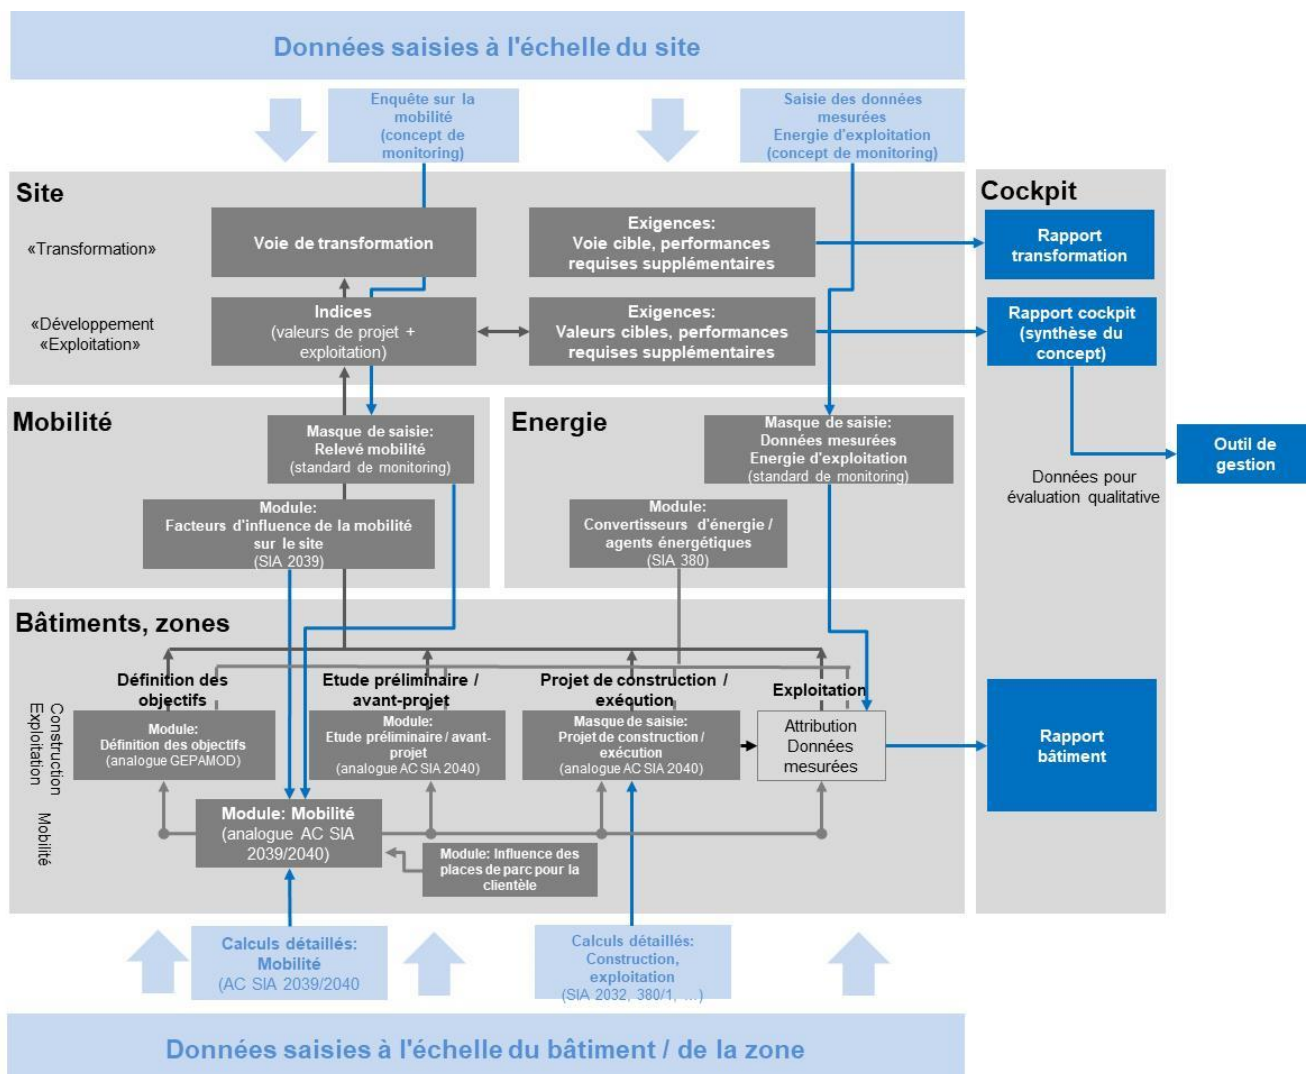 Données saisies à l'échelle du site
Enquête sur la
mobilité
(concept de
monitoring)
Saisie des données
mesurées
Energie d'exploitation
(concept de monitoring)
Site
Cockpit
«Transformation»
Voie de transformation
Exigences:
Voie cible, performances
requises supplémentaires
Rapport
transformation
«Développement
«Exploitation»
Indices
(valeurs de projet +
exploitation)
Exigences:
Valeurs cibles, performances
requises supplémentaires
Rapport cockpit
(synthèse du
concept)
Mobilité
Masque de saisie:
Relevé mobilité
(standard de monitoring)
Module:
Facteurs d'influence de la mobilité
sur le site
(SIA 2039)
Energie
Masque de saisie:
Données mesurées
Energie d'exploitation
(standard de monitoring)
Module:
Convertisseurs d'énergie /
agents énergétiques
(SIA 380)
Données pour
évaluation qualitative
Outil de
gestion
Bâtiments, zones
Définition des
objectifs
Etude préliminaire /
avant-projet
Projet de construction /
exécution
Exploitation
Construction
Exploitation
Mobilité
Module:
Définition des objectifs
(analogue GEPAMOD)
Module:
Etude préliminaire / avant-
projet
(analogue AC SIA 2040)
Masque de saisie:
Projet de construction /
exécution
(analogue AC SIA 2040)
Attribution
Données
mesurées
Rapport
bâtiment
Module: Mobilité
(analogue AC SIA
2039/2040)
Module: Influence des
places de parc pour la
clientèle
Calculs détaillés:
Mobilité
(AC SIA 2039/2040
Calculs détaillés:
Construction,
exploitation
(SIA 2032, 380/1, ...)
Données saisies à l'échelle du bâtiment / de la zone